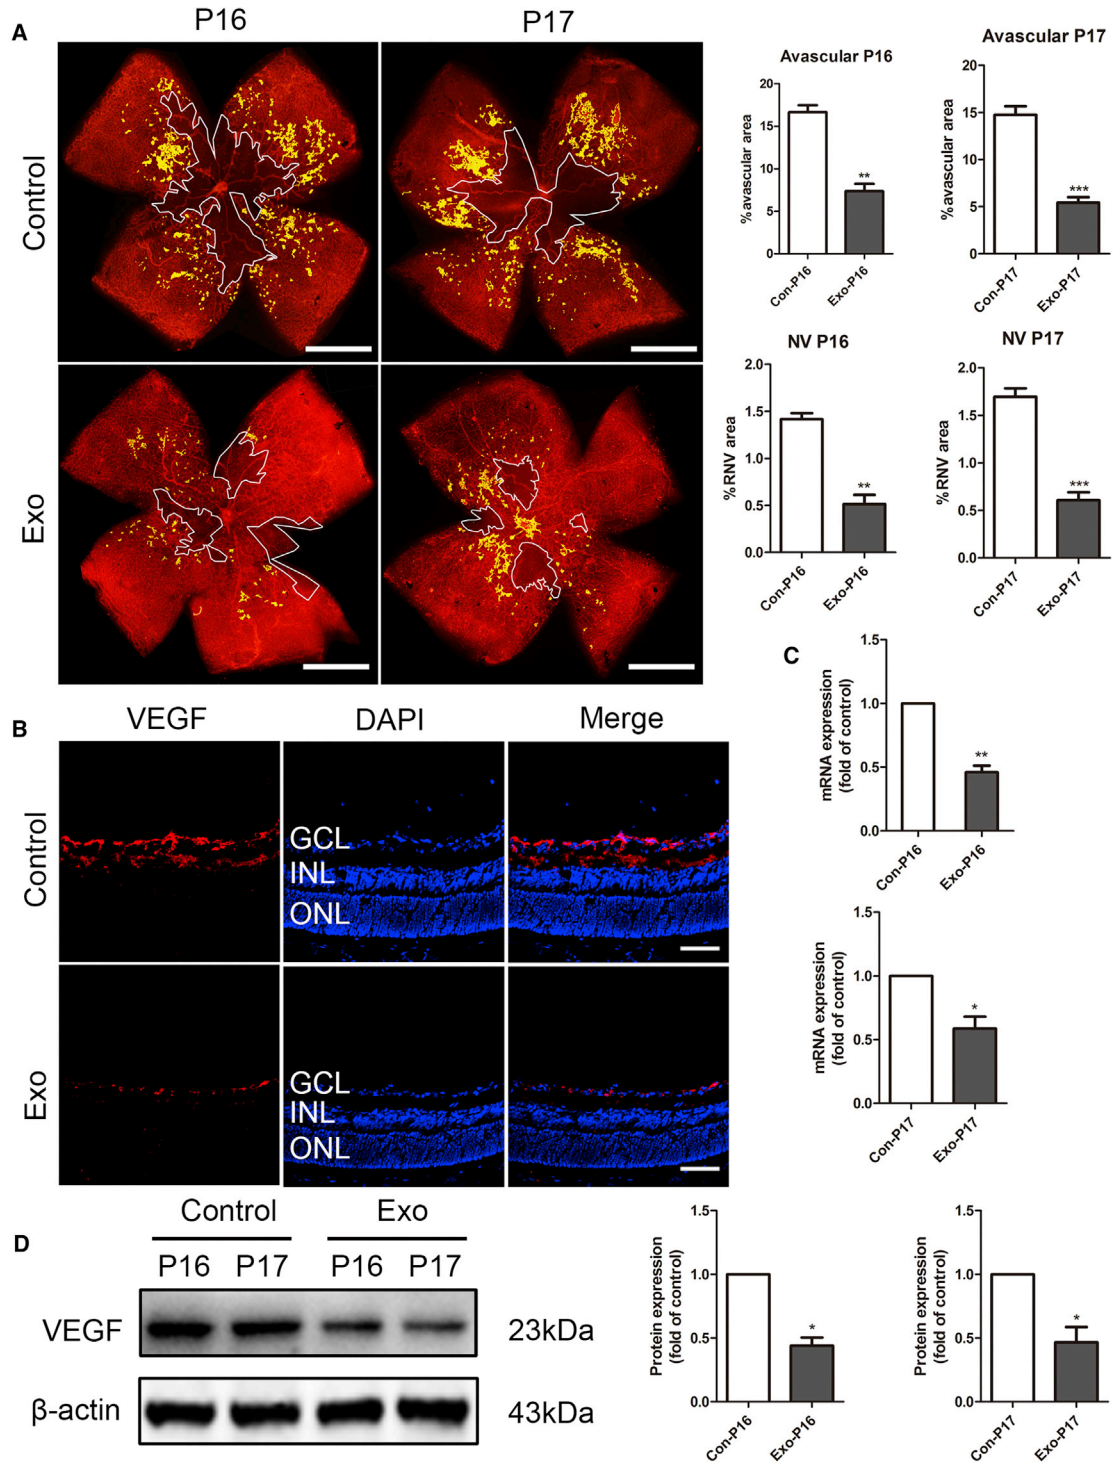 A
P16
P17
Control
Exo
Avascular P16
%avascular area
20
15
10
5
0
**
Con-P16
Exo-P16
Avascular P17
%avascular area
20
15
10
5
0
***
Con-P17
Exo-P17
NV P16
%RNV area
2.0
1.5
1.0
0.5
0.0
**
Con-P16
Exo-P16
NV P17
%RNV area
2.0
1.5
1.0
0.5
0.0
***
Con-P17
Exo-P17
B
VEGF
DAPI
Merge
Control
GCL
INL
ONL
Exo
GCL
INL
ONL
C
mRNA expression
(fold of control)
1.5
1.0
0.5
0.0
**
Con-P16
Exo-P16
mRNA expression
(fold of control)
1.5
1.0
0.5
0.0
*
Con-P17
Exo-P17
D
Control
Exo
P16
P17
P16
P17
VEGF
23kDa
β-actin
43kDa
Protein expression
(fold of control)
1.5
1.0
0.5
0.0
*
Con-P16
Exo-P16
Protein expression
(fold of control)
1.5
1.0
0.5
0.0
*
Con-P17
Exo-P17